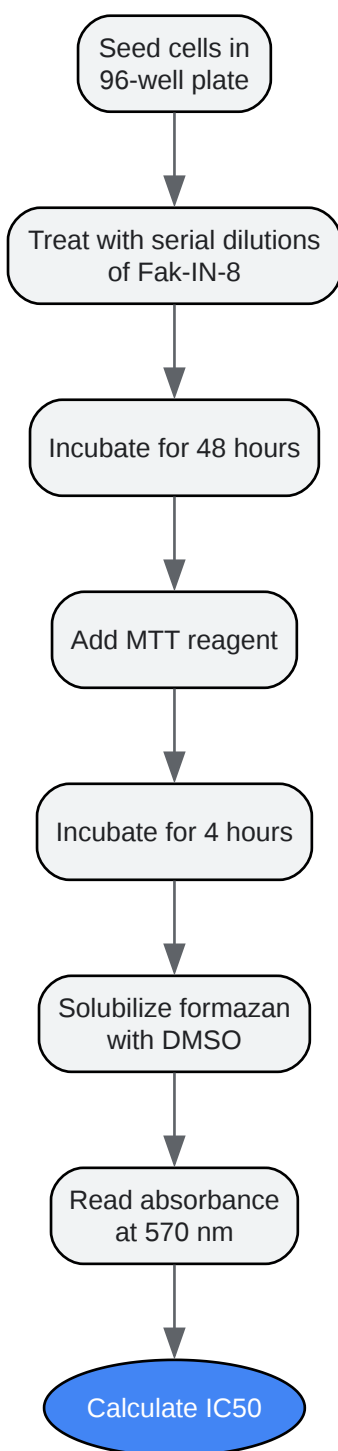 Seed cells in
96-well plate
Treat with serial dilutions
of Fak-IN-8
Incubate for 48 hours
Add MTT reagent
Incubate for 4 hours
Solubilize formazan
with DMSO
Read absorbance
at 570 nm
Calculate IC50